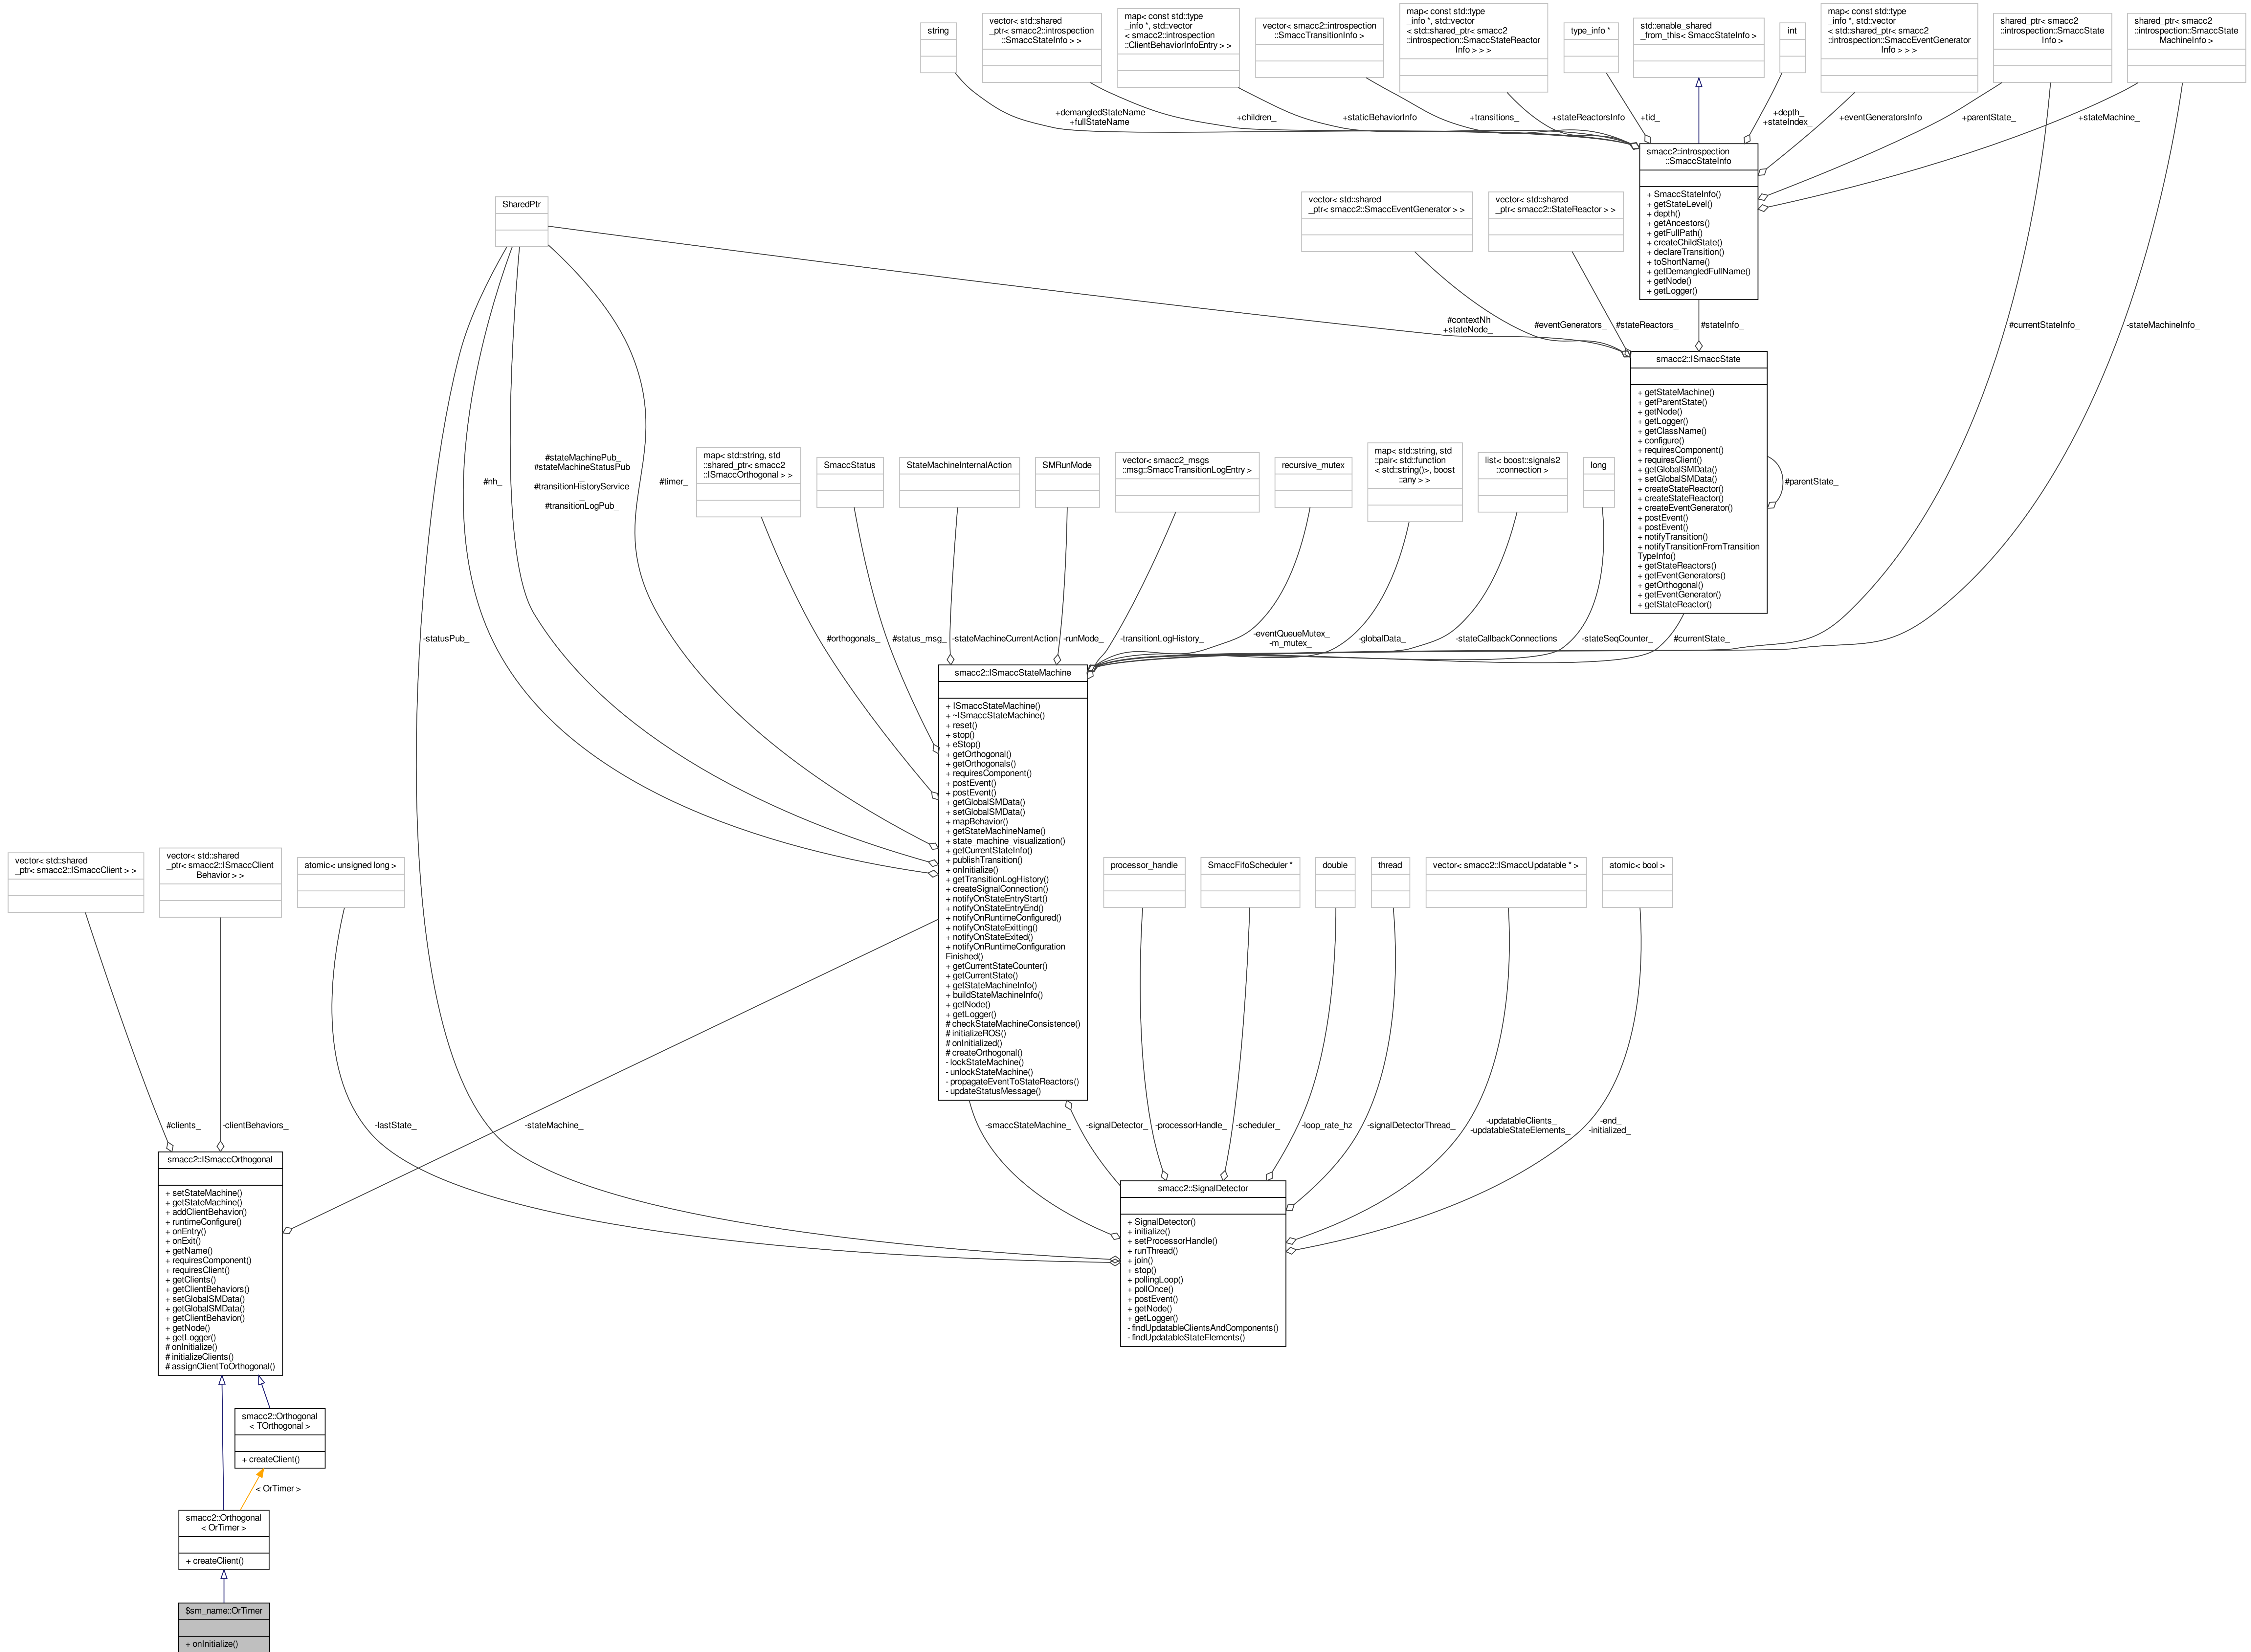 string
vector< std::shared
_ptr< smacc2::introspection
::SmaccStateInfo > >
map< const std::type
_info *, std::vector
< smacc2::introspection
::ClientBehaviorInfoEntry > >
vector< smacc2::introspection
::SmaccTransitionInfo >
map< const std::type
_info *, std::vector
< std::shared_ptr< smacc2
::introspection::SmaccStateReactor
Info > > >
type_info *
std::enable_shared
_from_this< SmaccStateInfo >
int
map< const std::type
_info *, std::vector
< std::shared_ptr< smacc2
::introspection::SmaccEventGenerator
Info > > >
shared_ptr< smacc2
::introspection::SmaccState
Info >
shared_ptr< smacc2
::introspection::SmaccState
MachineInfo >
+demangledStateName
+fullStateName
+children_
+staticBehaviorInfo
+transitions_
+stateReactorsInfo
+tid_
+depth_
+stateIndex_
+eventGeneratorsInfo
+parentState_
+stateMachine_
smacc2::introspection
::SmaccStateInfo
+ SmaccStateInfo()
+ getStateLevel()
+ depth()
+ getAncestors()
+ getFullPath()
+ createChildState()
+ declareTransition()
+ toShortName()
+ getDemangledFullName()
+ getNode()
+ getLogger()
SharedPtr
vector< std::shared
_ptr< smacc2::SmaccEventGenerator > >
vector< std::shared
_ptr< smacc2::StateReactor > >
#contextNh
+stateNode_
#eventGenerators_
#stateReactors_
#stateInfo_
#currentStateInfo_
-stateMachineInfo_
smacc2::ISmaccState
+ getStateMachine()
+ getParentState()
+ getNode()
+ getLogger()
+ getClassName()
+ configure()
+ requiresComponent()
+ requiresClient()
+ getGlobalSMData()
+ setGlobalSMData()
+ createStateReactor()
+ createStateReactor()
+ createEventGenerator()
+ postEvent()
+ postEvent()
+ notifyTransition()
+ notifyTransitionFromTransition
TypeInfo()
+ getStateReactors()
+ getEventGenerators()
+ getOrthogonal()
+ getEventGenerator()
+ getStateReactor()
#parentState_
#nh_
#stateMachinePub_
#stateMachineStatusPub
_
#transitionHistoryService
_
#transitionLogPub_
#timer_
map< std::string, std
::shared_ptr< smacc2
::ISmaccOrthogonal > >
SmaccStatus
StateMachineInternalAction
SMRunMode
vector< smacc2_msgs
::msg::SmaccTransitionLogEntry >
recursive_mutex
map< std::string, std
::pair< std::function
< std::string()>, boost
::any > >
list< boost::signals2
::connection >
long
-statusPub_
#orthogonals_
#status_msg_
-stateMachineCurrentAction
-runMode_
-transitionLogHistory_
-eventQueueMutex_
-m_mutex_
-globalData_
-stateCallbackConnections
-stateSeqCounter_
#currentState_
smacc2::ISmaccStateMachine
+ ISmaccStateMachine()
+ ~ISmaccStateMachine()
+ reset()
+ stop()
+ eStop()
+ getOrthogonal()
+ getOrthogonals()
+ requiresComponent()
+ postEvent()
+ postEvent()
+ getGlobalSMData()
+ setGlobalSMData()
+ mapBehavior()
+ getStateMachineName()
+ state_machine_visualization()
+ getCurrentStateInfo()
+ publishTransition()
+ onInitialize()
+ getTransitionLogHistory()
+ createSignalConnection()
+ notifyOnStateEntryStart()
+ notifyOnStateEntryEnd()
+ notifyOnRuntimeConfigured()
+ notifyOnStateExitting()
+ notifyOnStateExited()
+ notifyOnRuntimeConfiguration
Finished()
+ getCurrentStateCounter()
+ getCurrentState()
+ getStateMachineInfo()
+ buildStateMachineInfo()
+ getNode()
+ getLogger()
# checkStateMachineConsistence()
# initializeROS()
# onInitialized()
# createOrthogonal()
- lockStateMachine()
- unlockStateMachine()
- propagateEventToStateReactors()
- updateStatusMessage()
vector< std::shared
_ptr< smacc2::ISmaccClient > >
vector< std::shared
_ptr< smacc2::ISmaccClient
Behavior > >
atomic< unsigned long >
processor_handle
SmaccFifoScheduler *
double
thread
vector< smacc2::ISmaccUpdatable * >
atomic< bool >
#clients_
-clientBehaviors_
-lastState_
-stateMachine_
-smaccStateMachine_
-signalDetector_
-processorHandle_
-scheduler_
-loop_rate_hz
-signalDetectorThread_
-updatableClients_
-updatableStateElements_
-end_
-initialized_
smacc2::ISmaccOrthogonal
+ setStateMachine()
+ getStateMachine()
+ addClientBehavior()
+ runtimeConfigure()
+ onEntry()
+ onExit()
+ getName()
+ requiresComponent()
+ requiresClient()
+ getClients()
+ getClientBehaviors()
+ setGlobalSMData()
+ getGlobalSMData()
+ getClientBehavior()
+ getNode()
+ getLogger()
# onInitialize()
# initializeClients()
# assignClientToOrthogonal()
smacc2::SignalDetector
+ SignalDetector()
+ initialize()
+ setProcessorHandle()
+ runThread()
+ join()
+ stop()
+ pollingLoop()
+ pollOnce()
+ postEvent()
+ getNode()
+ getLogger()
- findUpdatableClientsAndComponents()
- findUpdatableStateElements()
smacc2::Orthogonal
< TOrthogonal >
+ createClient()
< OrTimer >
smacc2::Orthogonal
< OrTimer >
+ createClient()
$sm_name::OrTimer
+ onInitialize()